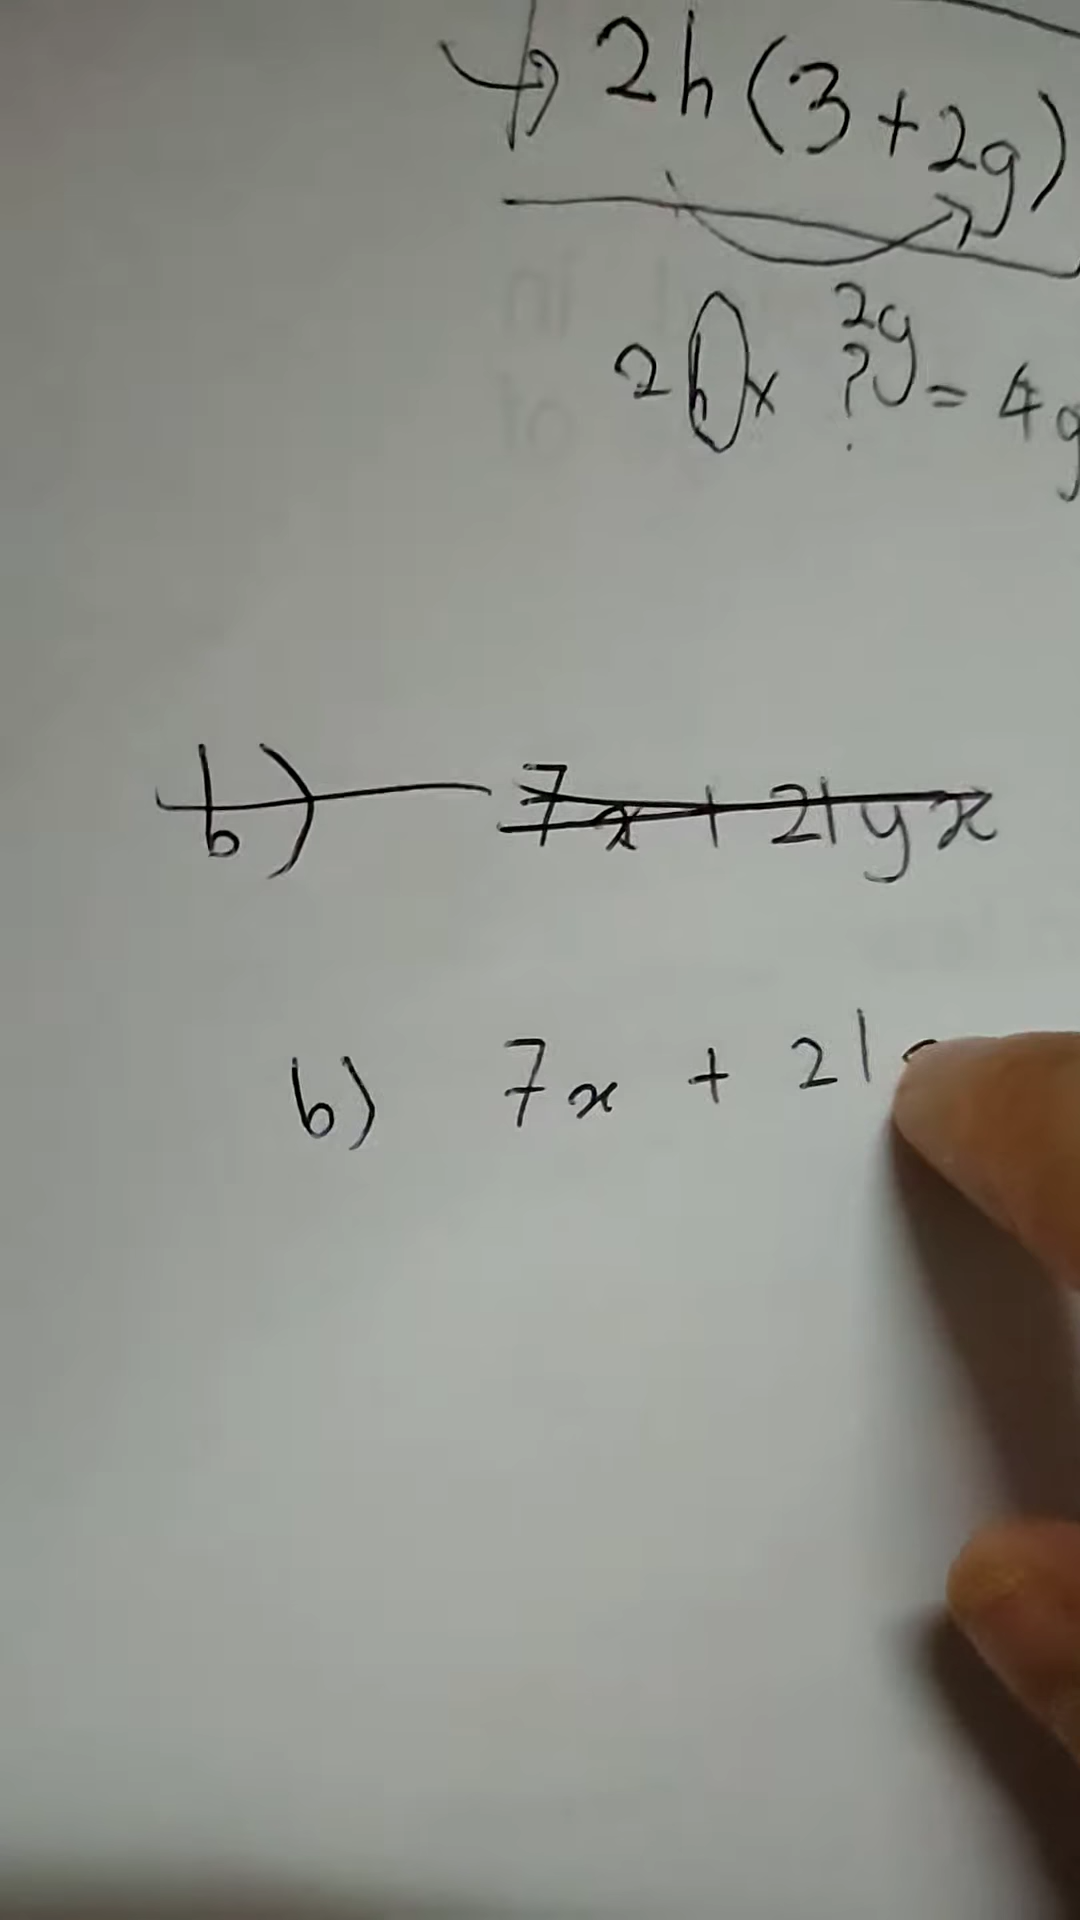 2h (3 + 2g)
2g
2h x ? = 4g
b) 7x + 21yx
b) 7x + 21